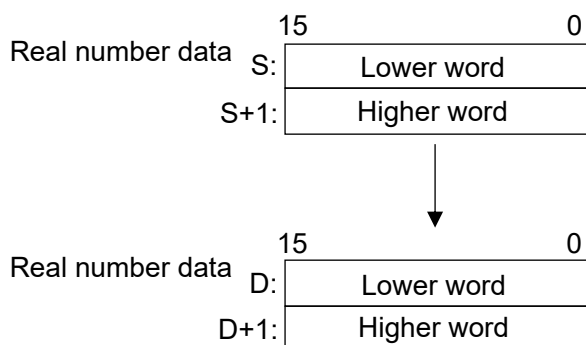 15 0
Real number data
S: Lower word
S+1: Higher word
15 0
Real number data
D: Lower word
D+1: Higher word